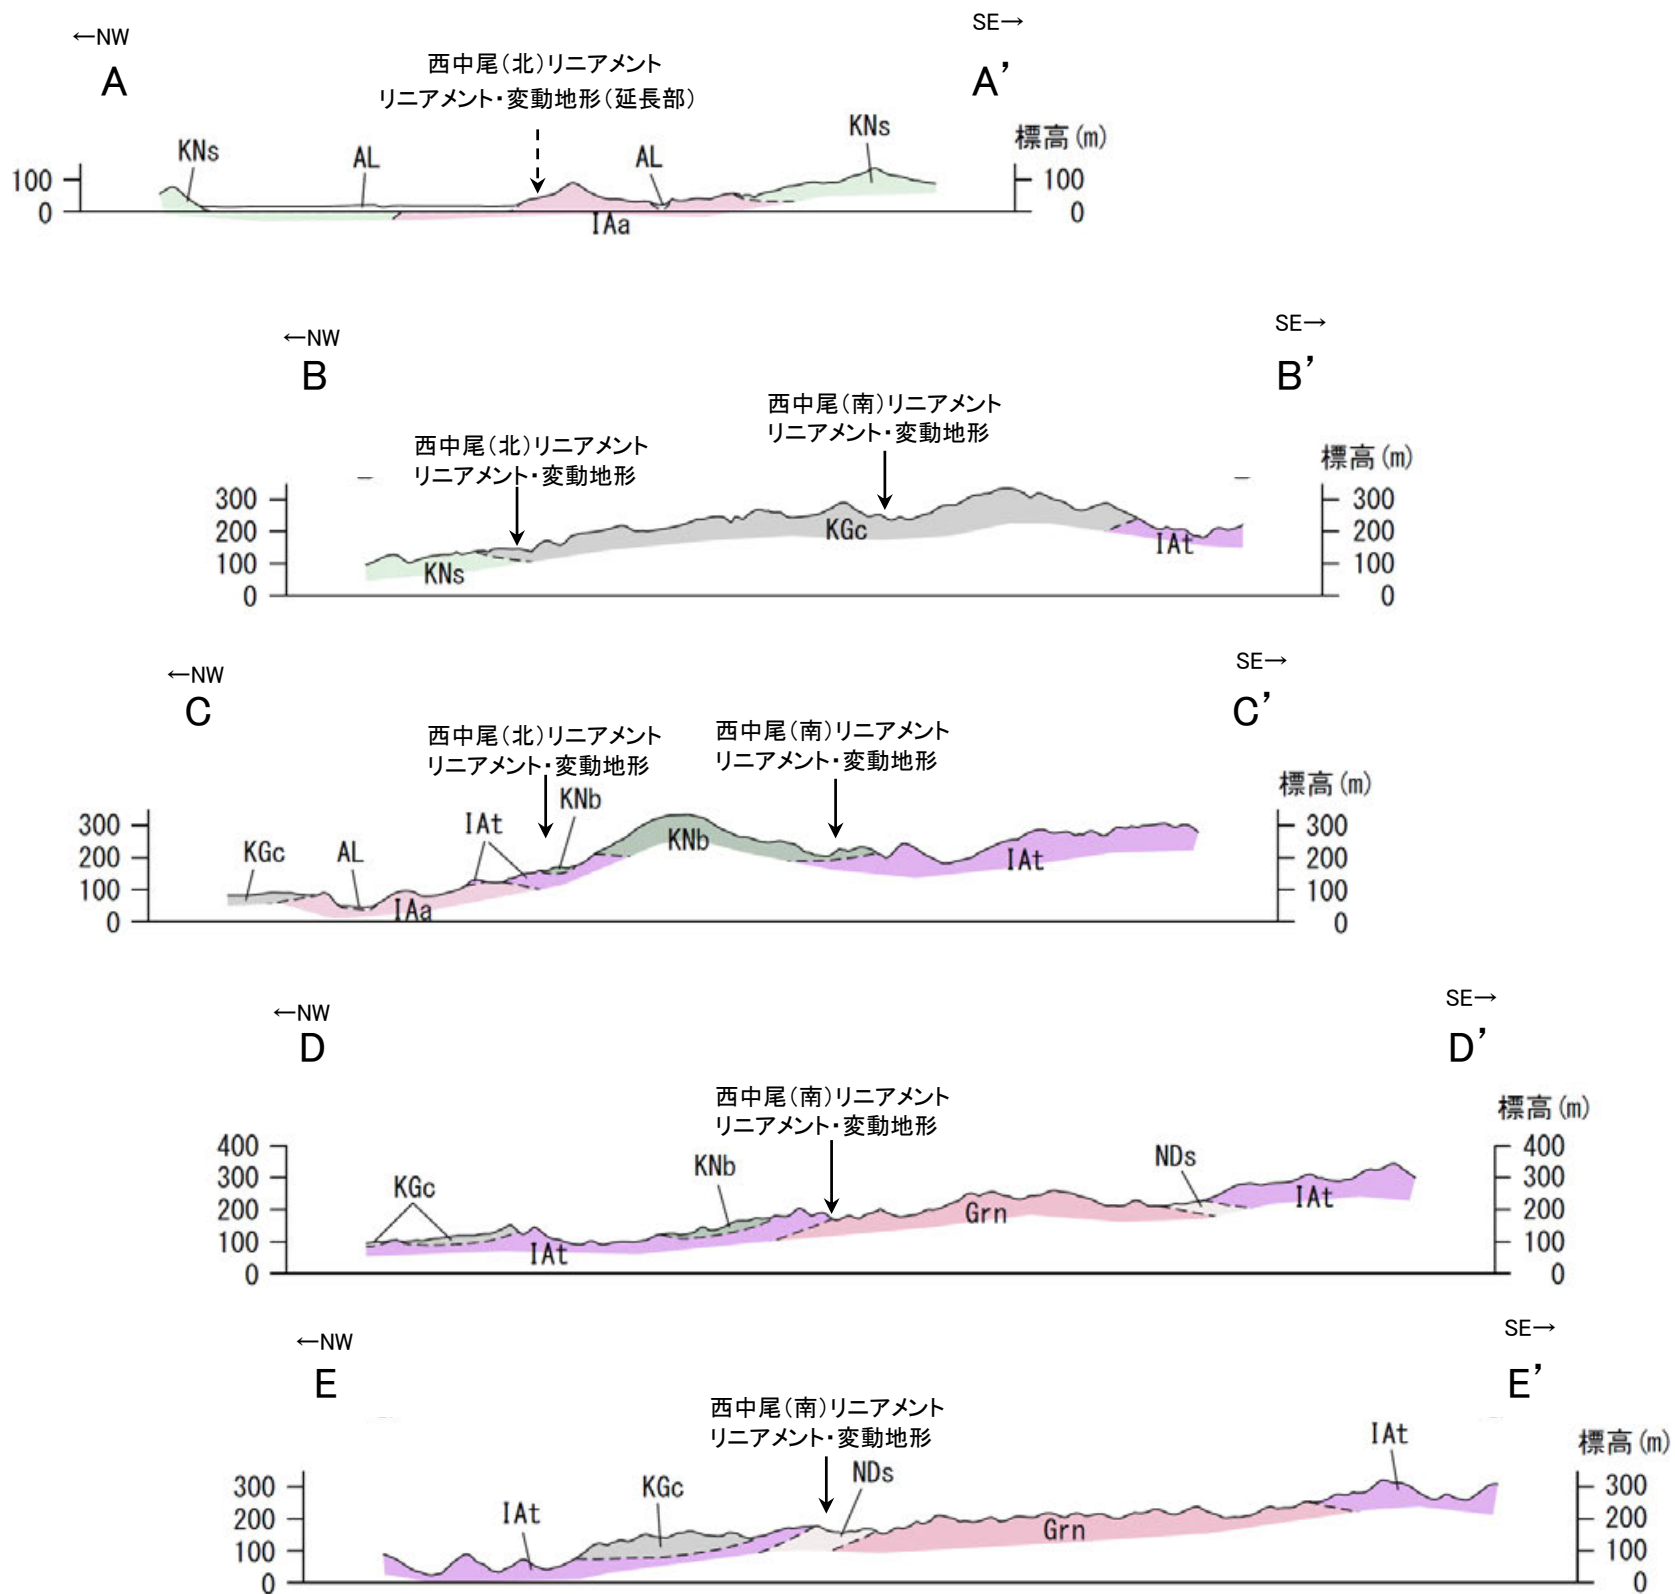 ←NW
SE→
A
A’
西中尾(北)リニアメント
リニアメント・変動地形(延長部)
標高(m)
KNs
AL
AL
KNs
100
100
0
0
IAa
←NW
SE→
B
B’
西中尾(南)リニアメント
リニアメント・変動地形
西中尾(北)リニアメント
リニアメント・変動地形
標高(m)
300
300
200
200
100
100
0
0
KNs
KGc
IAt
←NW
SE→
C
C’
西中尾(北)リニアメント
リニアメント・変動地形
西中尾(南)リニアメント
リニアメント・変動地形
標高(m)
300
300
200
200
100
100
0
0
KGc
AL
IAt
KNb
KNb
IAt
IAa
←NW
SE→
D
D’
西中尾(南)リニアメント
リニアメント・変動地形
標高(m)
400
400
300
300
200
200
100
100
0
0
KGc
KNb
NDs
IAt
Grn
IAt
←NW
SE→
E
E’
西中尾(南)リニアメント
リニアメント・変動地形
標高(m)
300
300
200
200
100
100
0
0
IAt
KGc
NDs
IAt
Grn